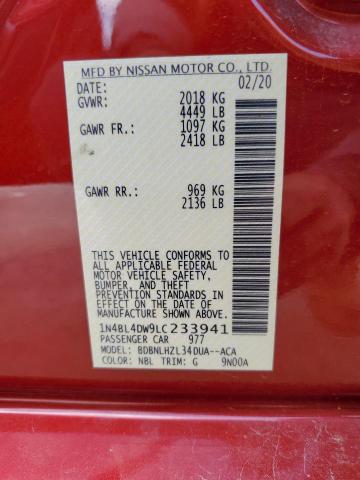 MFD BY NISSAN MOTOR CO., LTD.
DATE: 02/20
GVWR: 2018 KG
4449 LB
GAWR FR: 1097 KG
2418 LB
GAWR RR: 969 KG
2136 LB
THIS VEHICLE CONFORMS TO
ALL APPLICABLE FEDERAL
MOTOR VEHICLE SAFETY,
BUMPER, AND THEFT
PREVENTION STANDARDS
IN EFFECT ON THE DATE
OF MANUFACTURE SHOWN
ABOVE
1N4BL4DW9LC233941
PASSENGER CAR 977
MODEL: BDBNLHZL34DUA--ACA
COLOR: NBL TRIM: G 9N00A